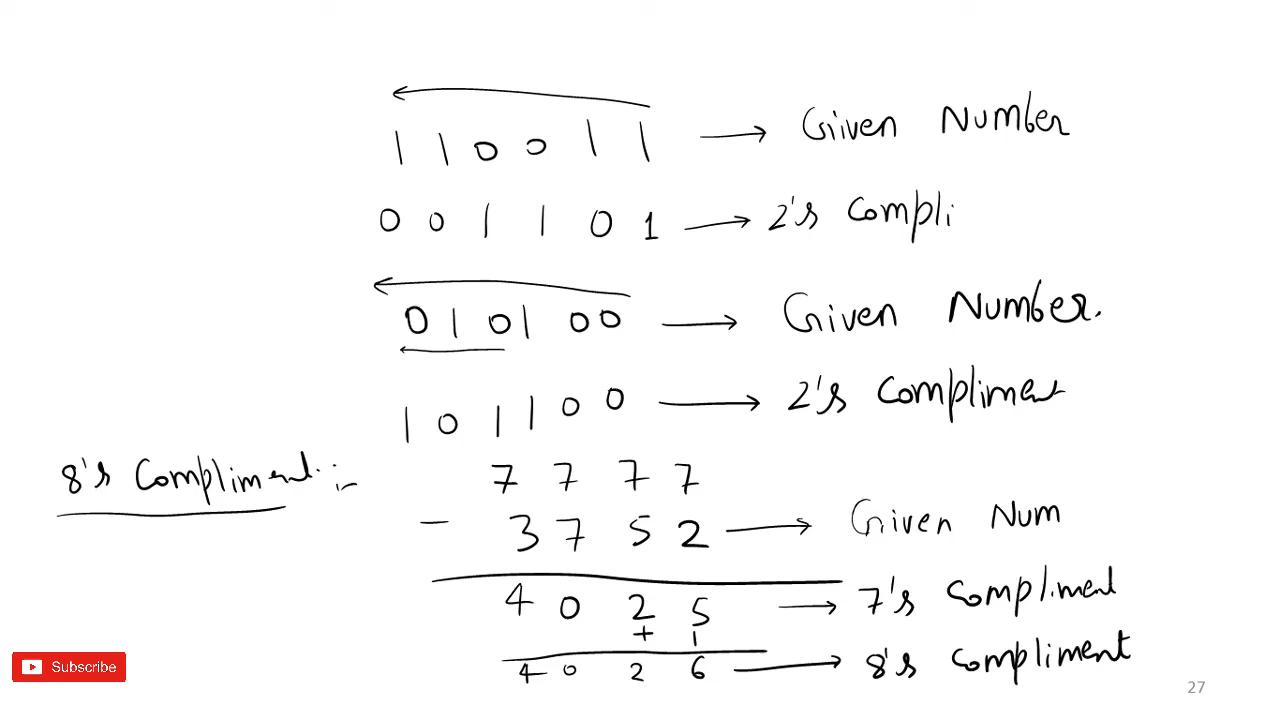 1 1 0 0 1 1 → Given Number
0 0 1 1 0 1 → 2's Compli
0 1 0 1 0 0 → Given Number.
1 0 1 1 0 0 → 2's Compliment
8's Compliment :-
7 7 7 7
- 3 7 5 2 → Given Num
4 0 2 5 → 7's Compliment
+ 1
4 0 2 6 → 8's Compliment
Subscribe
27